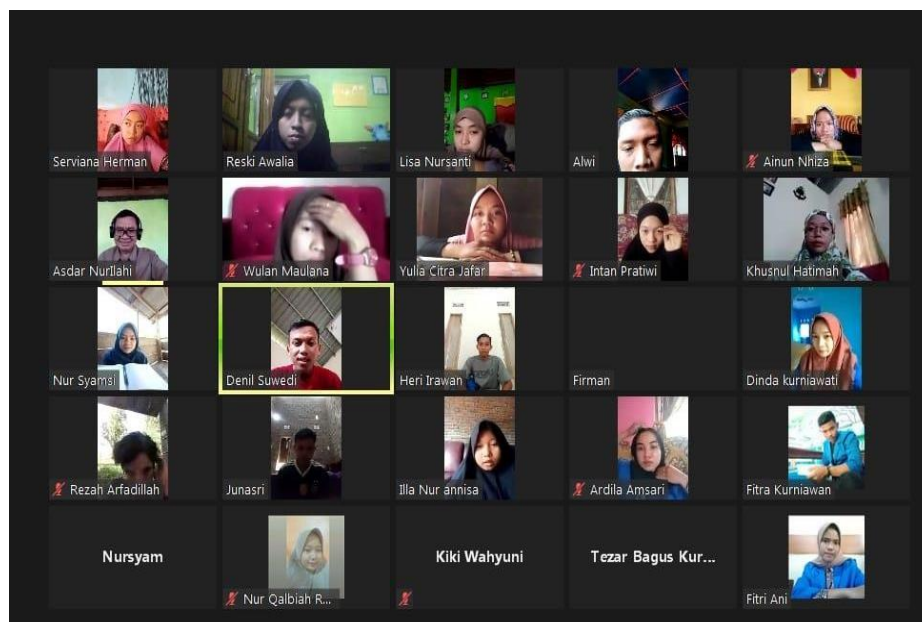 Serviana Herman
Reski Awalia
Lisa Nursanti
Alwi
Ainun Nhiza
Asdar NurIlahi
Wulan Maulana
Yulla Citra Jafar
Intan Pratiwi
Khusnul Hatimah
Nur Syamsi
Denil Suwedi
Heri Irawan
Firman
Dinda kurniawati
Rezah Arfadillah
Junasri
Illa Nur annisa
Ardila Amsari
Fitra Kurniawan
Nursyam
Nur Qalbiah R...
Kiki Wahyuni
Tezar Bagus Kur...
Fitri Ani